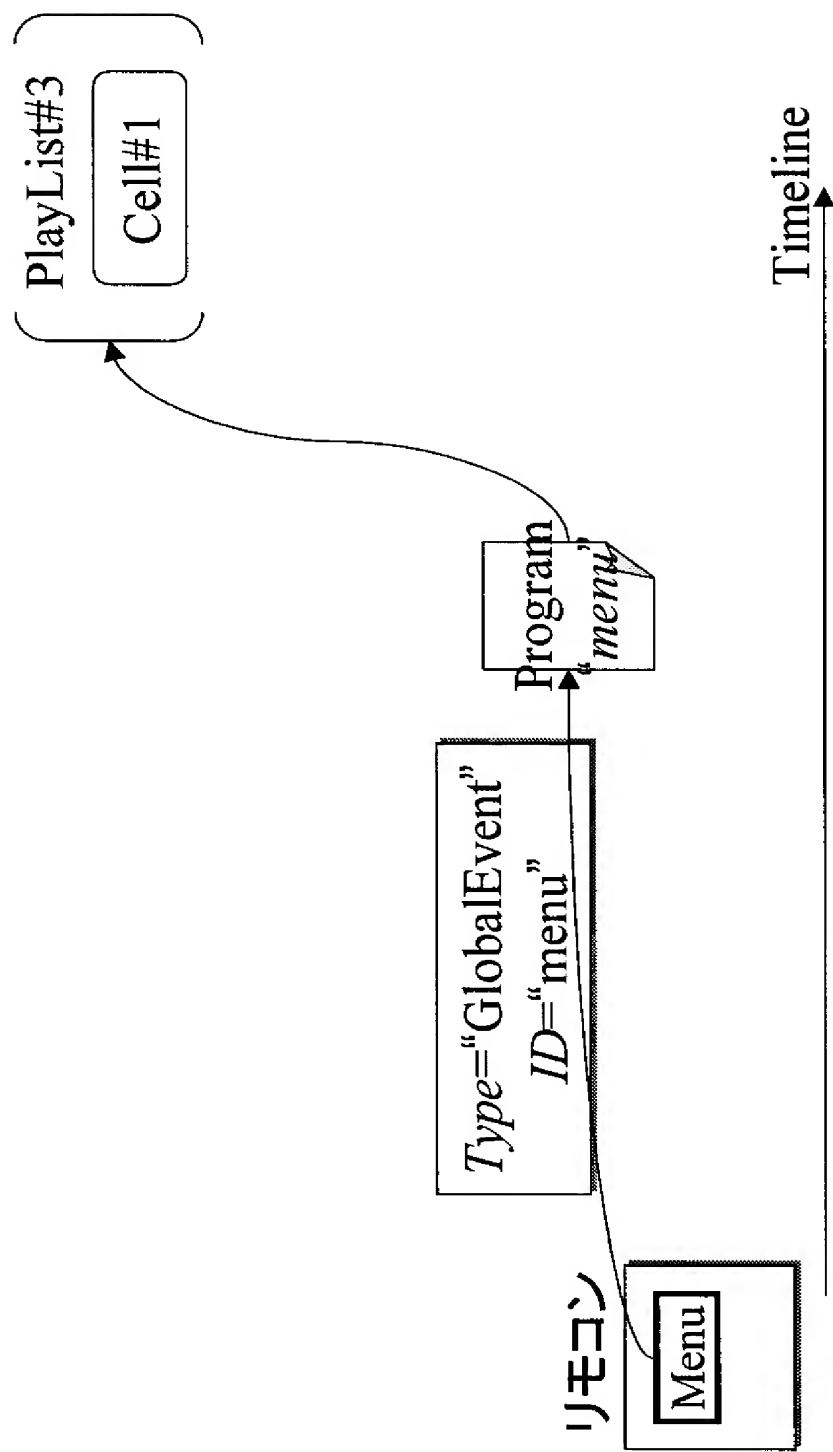 PlayList#3
Cell#1
Type=“GlobalEvent”
ID=“menu”
Program
“menu”
リモコン
Menu
Timeline